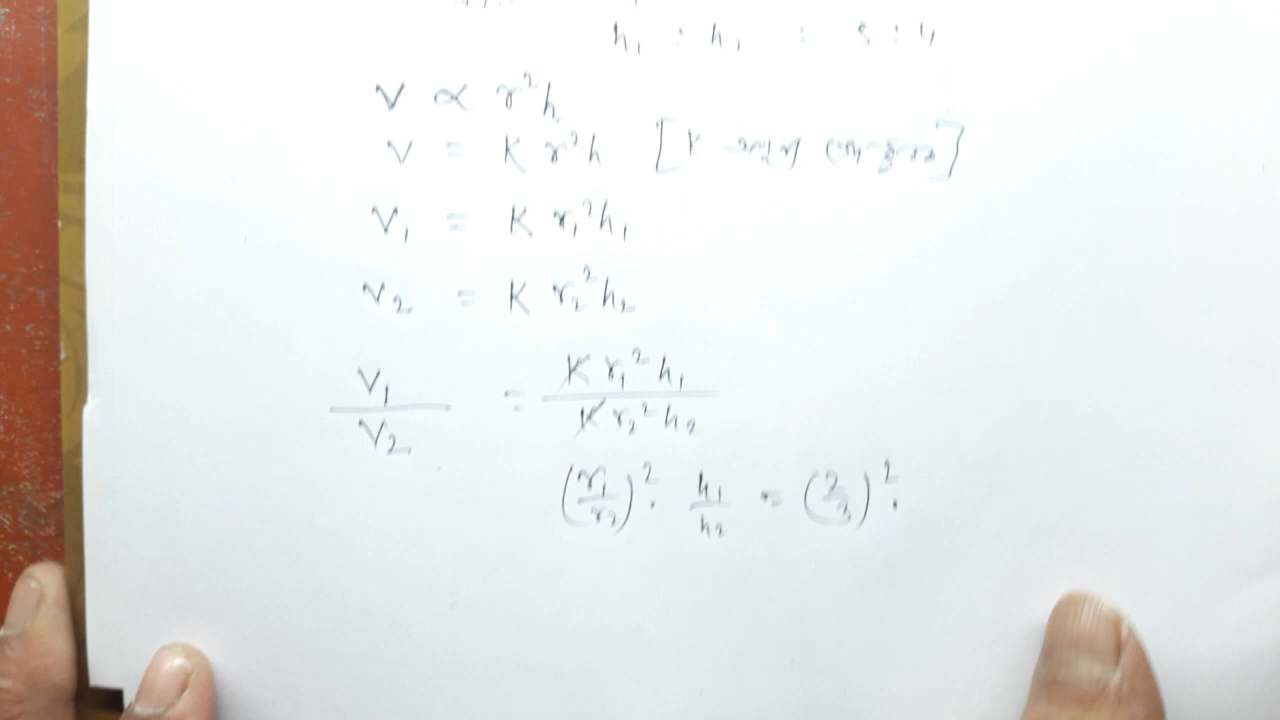 h₁ : h₁ : 5 : 4
V ∝ r²h
V = K r²h [K
V₁ = K r₁²h₁
V₂ = K r₂²h₂
V₁/V₂ = K r₁²h₁/K r₂²h₂
(r₁/r₂)². h₁/h₂ = (2/3)².